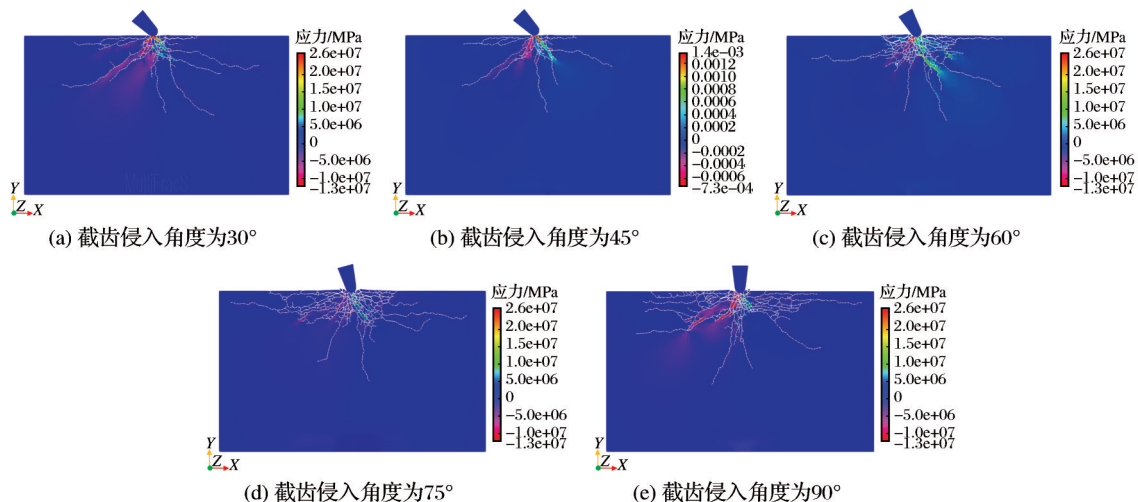 应力/MPa
2.6e+07
2.0e+07
1.5e+07
1.0e+07
5.0e+06
0
−5.0e+06
−1.0e+07
−1.3e+07
Y
Z X
(a) 截齿侵入角度为30°
应力/MPa
1.4e−03
0.0012
0.0010
0.0008
0.0006
0.0004
0.0002
0
−0.0002
−0.0004
−0.0006
−7.3e−04
Y
Z X
(b) 截齿侵入角度为45°
应力/MPa
2.6e+07
2.0e+07
1.5e+07
1.0e+07
5.0e+06
0
−5.0e+06
−1.0e+07
−1.3e+07
Y
Z X
(c) 截齿侵入角度为60°
应力/MPa
2.6e+07
2.0e+07
1.5e+07
1.0e+07
5.0e+06
0
−5.0e+06
−1.0e+07
−1.3e+07
Y
Z X
(d) 截齿侵入角度为75°
应力/MPa
2.6e+07
2.0e+07
1.5e+07
1.0e+07
5.0e+06
0
−5.0e+06
−1.0e+07
−1.3e+07
Y
Z X
(e) 截齿侵入角度为90°